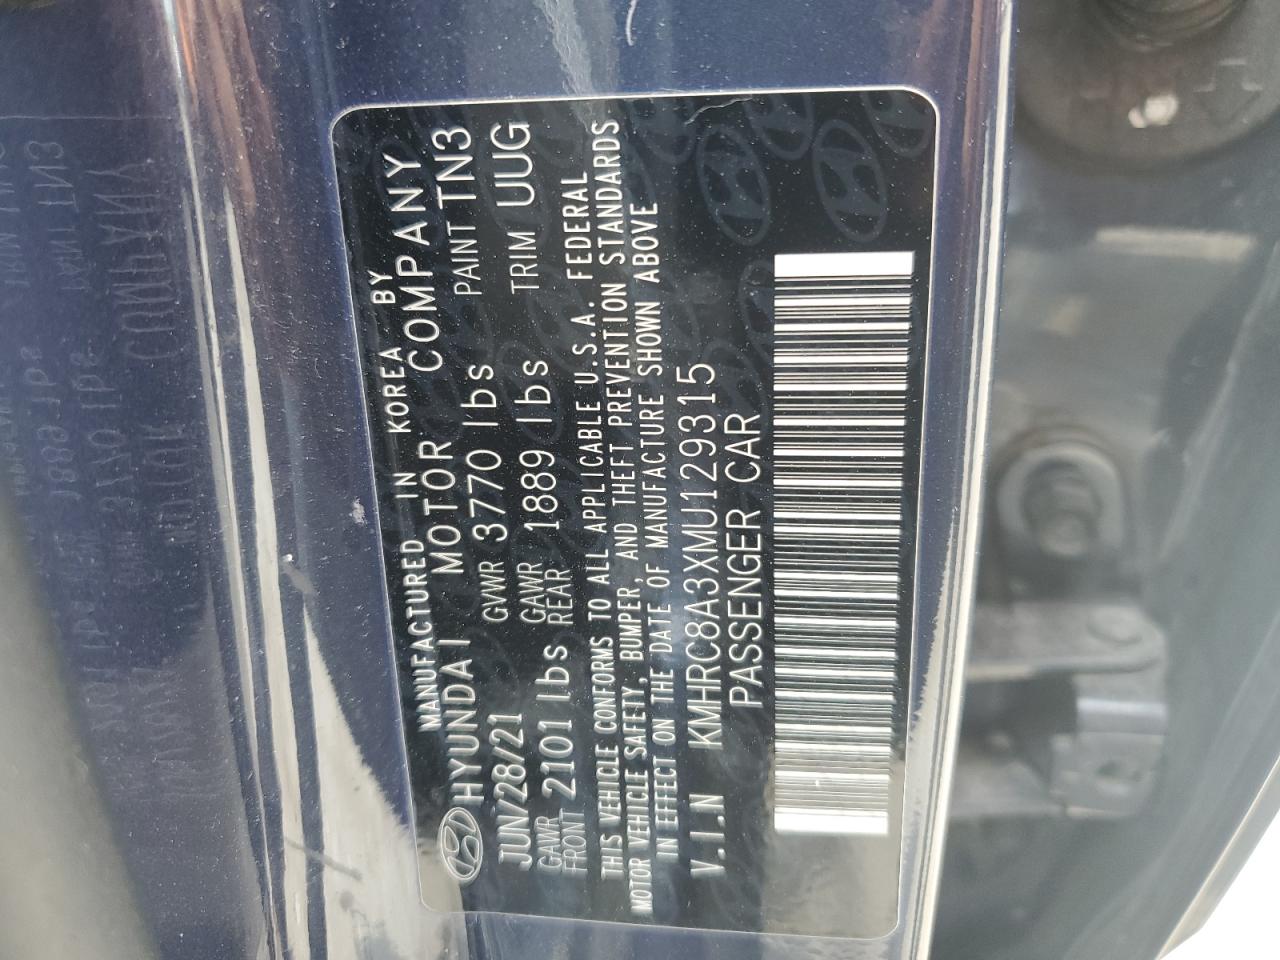 MANUFACTURED IN KOREA BY
HYUNDAI MOTOR COMPANY
JUN/28/21 GVWR 3770 lbs PAINT TN3
GAWR FRONT 2101 lbs GAWR REAR 1889 lbs TRIM UUG
THIS VEHICLE CONFORMS TO ALL APPLICABLE U.S.A. FEDERAL
MOTOR VEHICLE SAFETY, BUMPER, AND THEFT PREVENTION STANDARDS
IN EFFECT ON THE DATE OF MANUFACTURE SHOWN ABOVE
V.I.N KMHRC8A3XMU129315
PASSENGER CAR